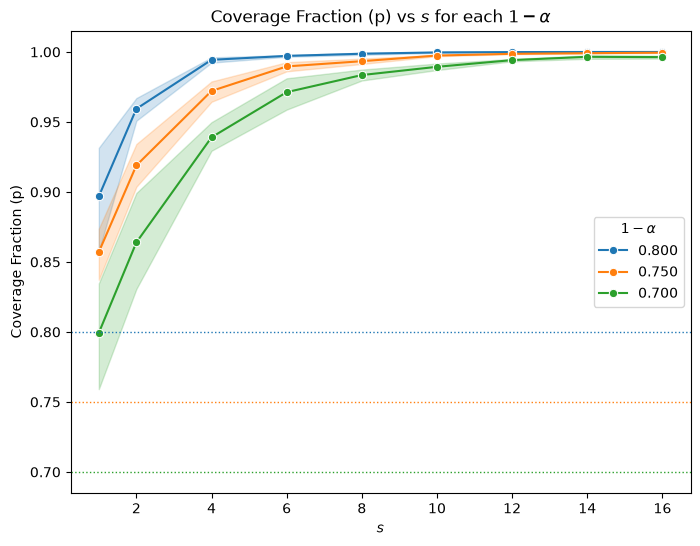 Coverage Fraction (p) vs s for each 1 − α
1.00
0.95
0.90
0.85
0.80
0.75
0.70
Coverage Fraction (p)
1 − α
0.800
0.750
0.700
2 4 6 8 10 12 14 16
s